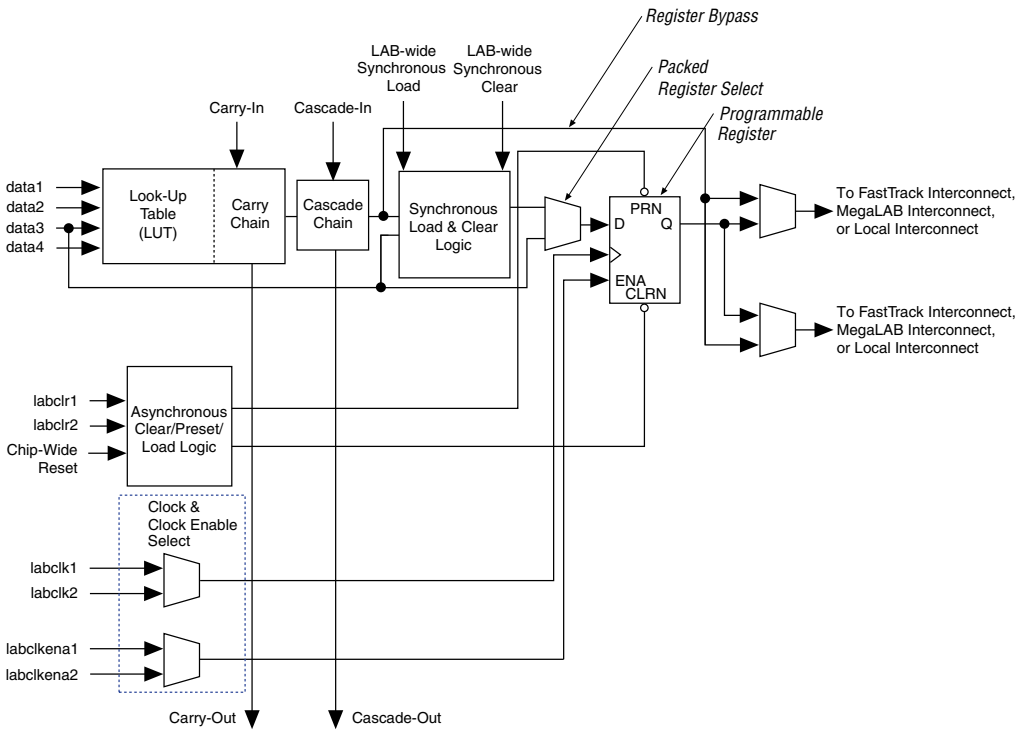 Register Bypass
LAB-wide
Synchronous
Load
LAB-wide
Synchronous
Clear
Packed
Register Select
Programmable
Register
Carry-In
Cascade-In
data1
data2
data3
data4
Look-Up
Table
(LUT)
Carry
Chain
Cascade
Chain
Synchronous
Load & Clear
Logic
PRN
D
Q
ENA
CLRN
To FastTrack Interconnect,
MegaLAB Interconnect,
or Local Interconnect
To FastTrack Interconnect,
MegaLAB Interconnect,
or Local Interconnect
labclr1
labclr2
Chip-Wide
Reset
Asynchronous
Clear/Preset/
Load Logic
Clock &
Clock Enable
Select
labclk1
labclk2
labclkena1
labclkena2
Carry-Out
Cascade-Out